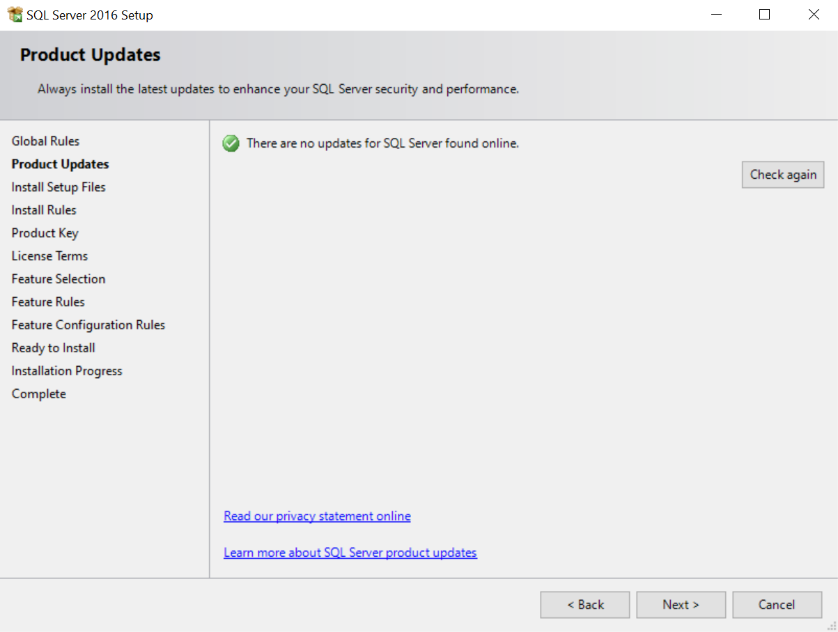 SQL Server 2016 Setup
Product Updates
Always install the latest updates to enhance your SQL Server security and performance.
Global Rules
Product Updates
Install Setup Files
Install Rules
Product Key
License Terms
Feature Selection
Feature Rules
Feature Configuration Rules
Ready to Install
Installation Progress
Complete
There are no updates for SQL Server found online.
Check again
Read our privacy statement online
Learn more about SQL Server product updates
< Back
Next >
Cancel